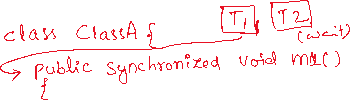 class ClassA {
T1, T2
(wait)
public synchronized void m1()
{